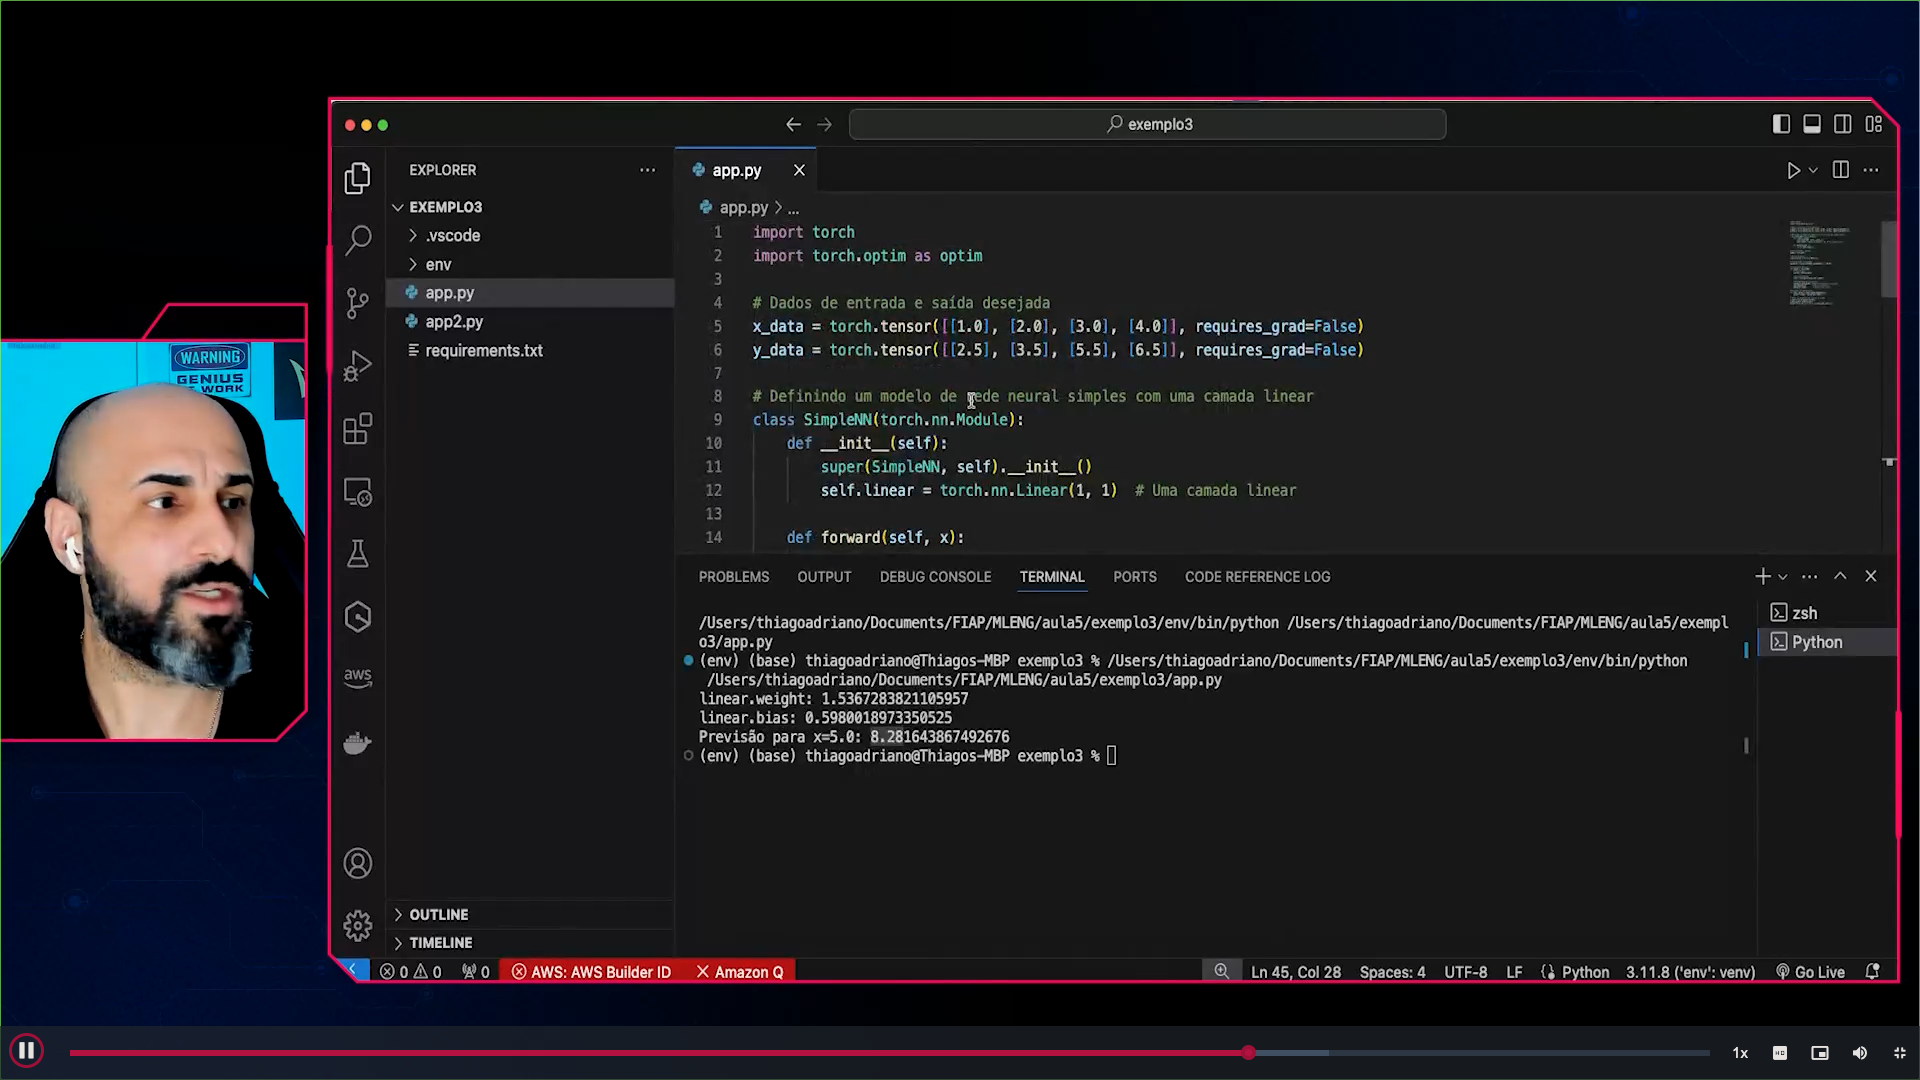 exemplo3
EXPLORER
EXEMPLO3
.vscode
env
app.py
app2.py
requirements.txt
OUTLINE
TIMELINE
app.py
app.py > ...
1 import torch
2 import torch.optim as optim
3
4 # Dados de entrada e saída desejada
5 x_data = torch.tensor([[1.0], [2.0], [3.0], [4.0]], requires_grad=False)
6 y_data = torch.tensor([[2.5], [3.5], [5.5], [6.5]], requires_grad=False)
7
8 # Definindo um modelo de rede neural simples com uma camada linear
9 class SimpleNN(torch.nn.Module):
10 def __init__(self):
11 super(SimpleNN, self).__init__()
12 self.linear = torch.nn.Linear(1, 1) # Uma camada linear
13
14 def forward(self, x):
PROBLEMS OUTPUT DEBUG CONSOLE TERMINAL PORTS CODE REFERENCE LOG
/Users/thiagoadriano/Documents/FIAP/MLENG/aula5/exemplo3/env/bin/python /Users/thiagoadriano/Documents/FIAP/MLENG/aula5/exempl
o3/app.py
(env) (base) thiagoadriano@Thiagos-MBP exemplo3 % /Users/thiagoadriano/Documents/FIAP/MLENG/aula5/exemplo3/env/bin/python
/Users/thiagoadriano/Documents/FIAP/MLENG/aula5/exemplo3/app.py
linear.weight: 1.5367283821105957
linear.bias: 0.5980018973350525
Previsão para x=5.0: 8.281643867492676
(env) (base) thiagoadriano@Thiagos-MBP exemplo3 %
zsh
Python
aws
WARNING
GENIUS
AT WORK
0 0 0 AWS: AWS Builder ID Amazon Q Ln 45, Col 28 Spaces: 4 UTF-8 LF Python 3.11.8 ('env': venv) Go Live
1x